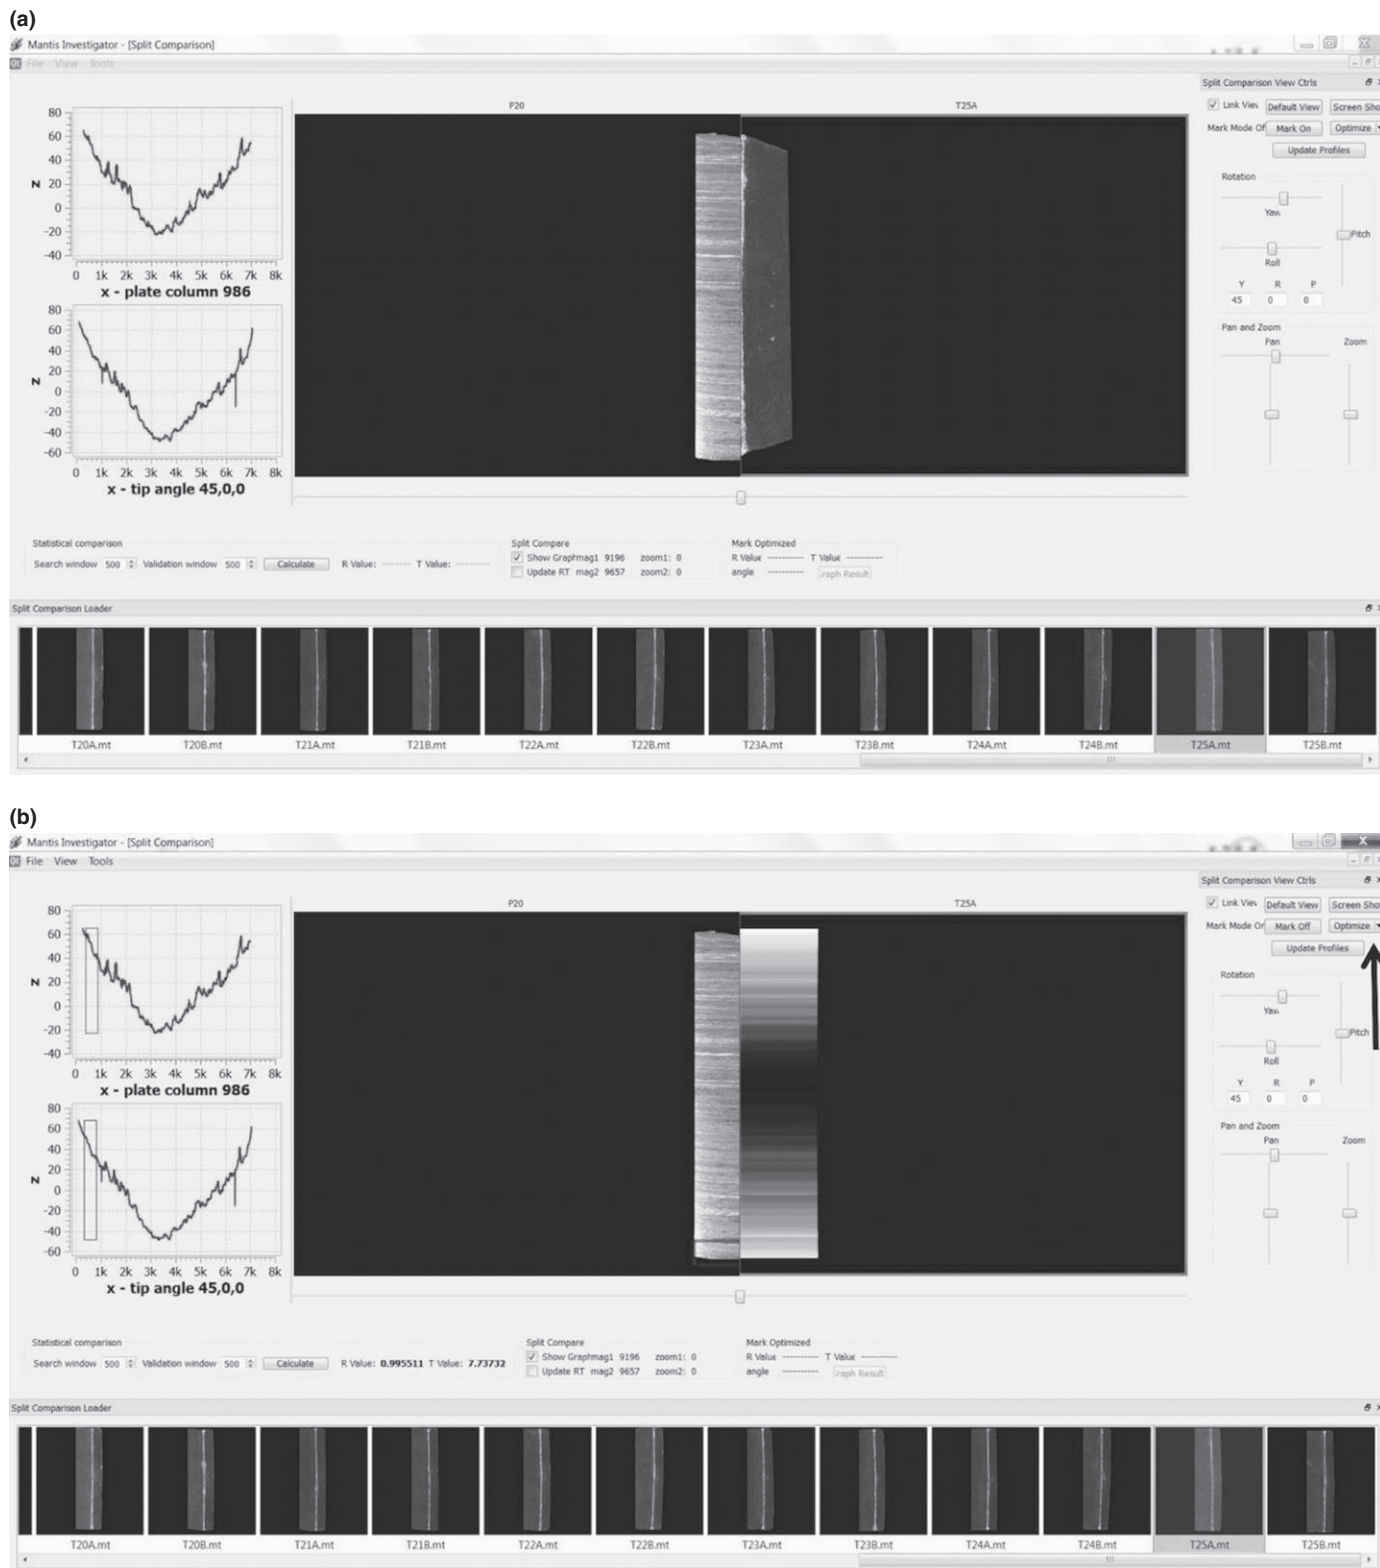 (a)
Mantis Investigator - [Split Comparison]
File View Tools
Split Comparison View Ctrls
P20 T25A
Link View Default View Screen Sho
Mark Mode Of Mark On Optimize
Update Profiles
Rotation
Yaw
Pitch
Roll
Y R P
45 0 0
Pan and Zoom
Pan Zoom
80
60
40
N 20
0
-20
-40
0 1k 2k 3k 4k 5k 6k 7k 8k
x - plate column 986
80
60
40
20
N 0
-20
-40
-60
0 1k 2k 3k 4k 5k 6k 7k 8k
x - tip angle 45,0,0
Statistical comparison Split Compare Mark Optimized
Search window 500 Validation window 500 Calculate R Value: ------- T Value: --------
Show Graphmag1 9196 zoom1: 0
Update RT mag2 9657 zoom2: 0
R Value ---------- T Value ----------
angle ---------- Graph Result
Split Comparison Loader
T20A.mt T20B.mt T21A.mt T21B.mt T22A.mt T22B.mt T23A.mt T23B.mt T24A.mt T24B.mt T25A.mt T25B.mt
(b)
Mantis Investigator - [Split Comparison]
File View Tools
Split Comparison View Ctrls
P20 T25A
Link View Default View Screen Sho
Mark Mode Or Mark Off Optimize
Update Profiles
Rotation
Yaw
Pitch
Roll
Y R P
45 0 0
Pan and Zoom
Pan Zoom
80
60
40
N 20
0
-20
-40
0 1k 2k 3k 4k 5k 6k 7k 8k
x - plate column 986
80
60
40
20
N 0
-20
-40
-60
0 1k 2k 3k 4k 5k 6k 7k 8k
x - tip angle 45,0,0
Statistical comparison Split Compare Mark Optimized
Search window 500 Validation window 500 Calculate R Value: 0.995511 T Value: 7.73732
Show Graphmag1 9196 zoom1: 0
Update RT mag2 9657 zoom2: 0
R Value ---------- T Value ----------
angle ---------- Graph Result
Split Comparison Loader
T20A.mt T20B.mt T21A.mt T21B.mt T22A.mt T22B.mt T23A.mt T23B.mt T24A.mt T24B.mt T25A.mt T25B.mt